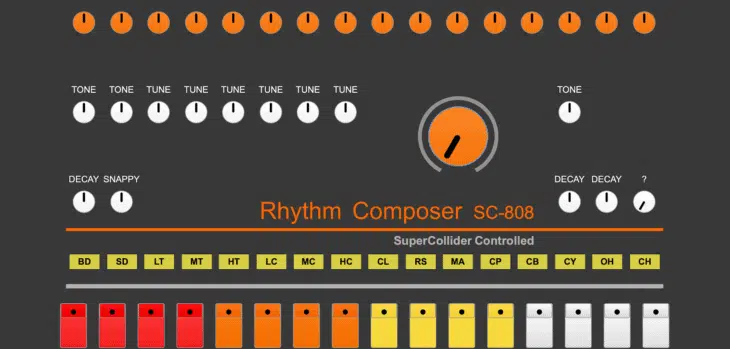 TONE TONE TUNE TUNE TUNE TUNE TUNE TUNE TONE
DECAY SNAPPY DECAY DECAY ?
Rhythm Composer SC-808
SuperCollider Controlled
BD SD LT MT HT LC MC HC CL RS MA CP CB CY OH CH